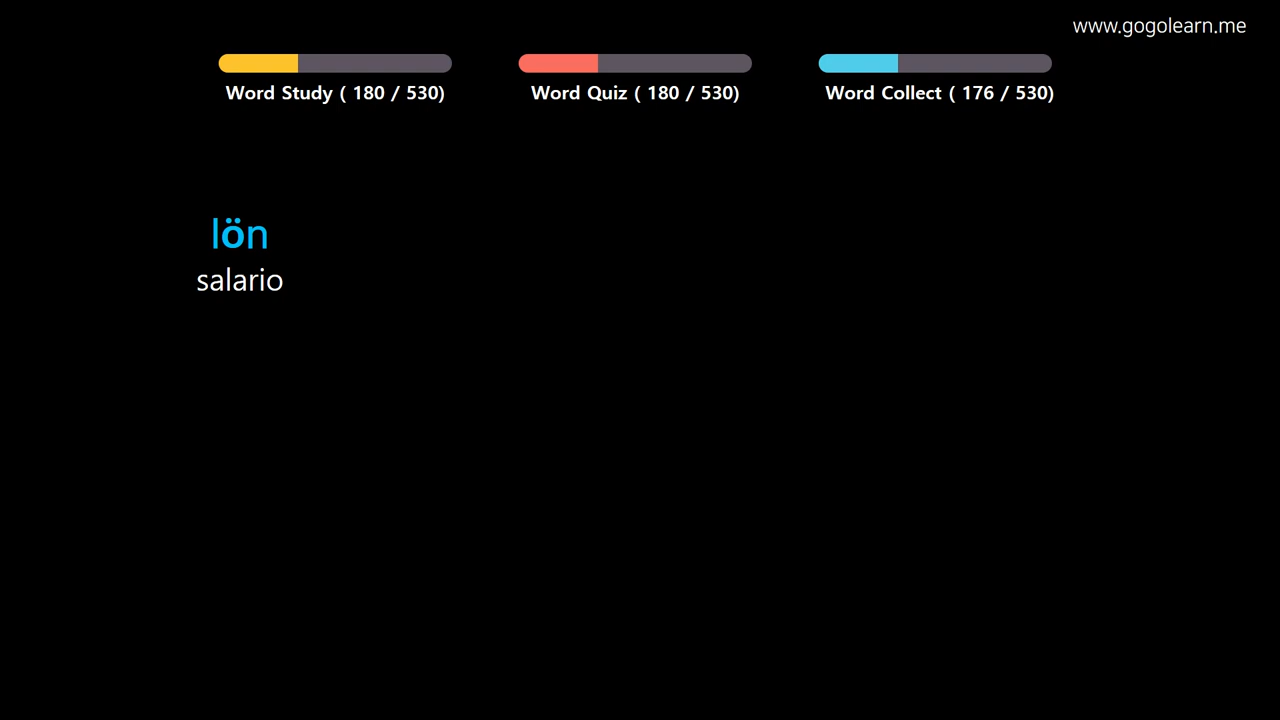 www.gogolearn.me
Word Study ( 180 / 530)
Word Quiz ( 180 / 530)
Word Collect ( 176 / 530)
lön
salario